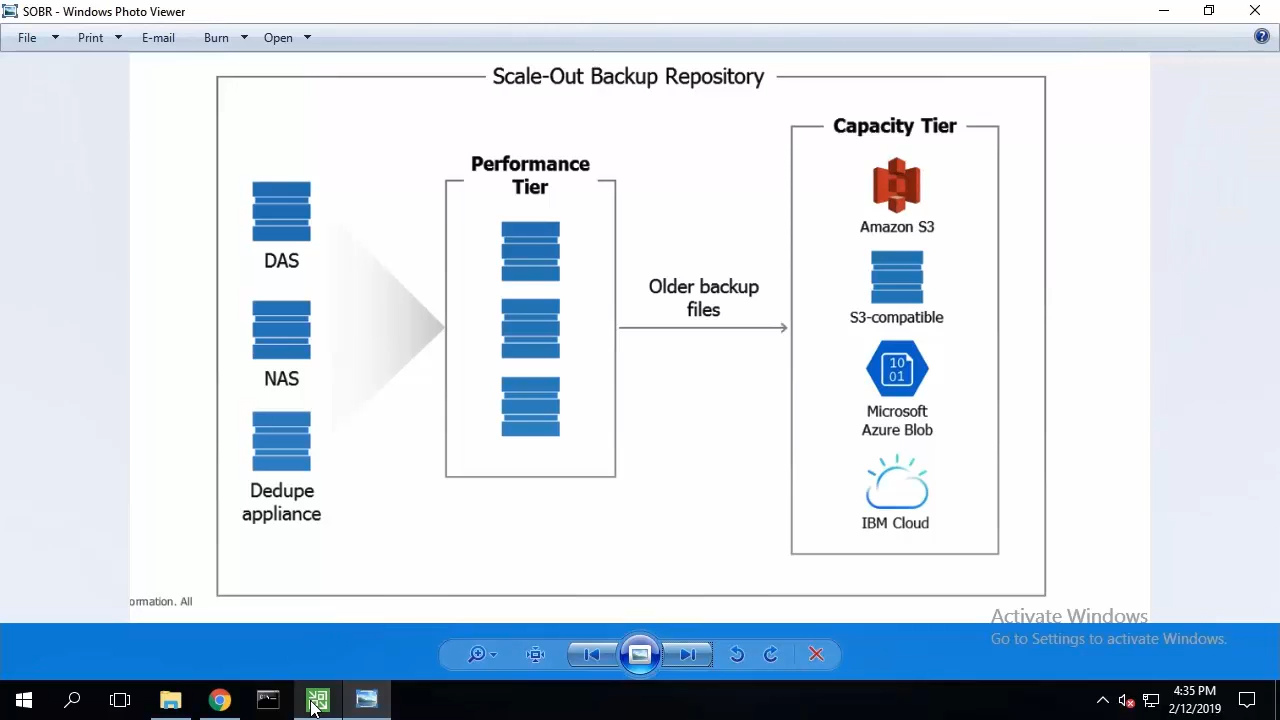 SOBR - Windows Photo Viewer
File Print E-mail Burn Open
Scale-Out Backup Repository
Capacity Tier
Performance
Tier
Amazon S3
DAS
Older backup
files
S3-compatible
NAS
10
01
Microsoft
Azure Blob
Dedupe
appliance
IBM Cloud
ormation. All
Activate Windows
Go to Settings to activate Windows.
4:35 PM
2/12/2019